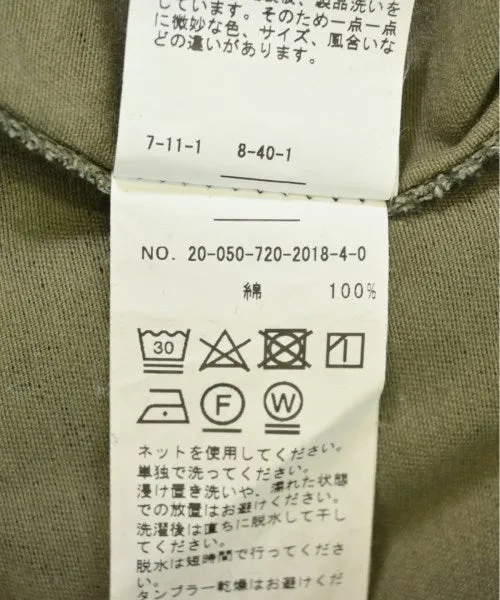 しています。そのため一点一点
に微妙な色、サイズ、風合いな
どの違いがあります。
7-11-1 8-40-1
NO. 20-050-720-2018-4-0
綿 100%
30
F W
ネットを使用してください。
単独で洗ってください。
浸け置き洗いや、濡れた状態
での放置はお避けください。
洗濯後は直ちに脱水して干し
てください。
脱水は短時間で行ってくださ
い。
タンブラー乾燥はお避けくだ